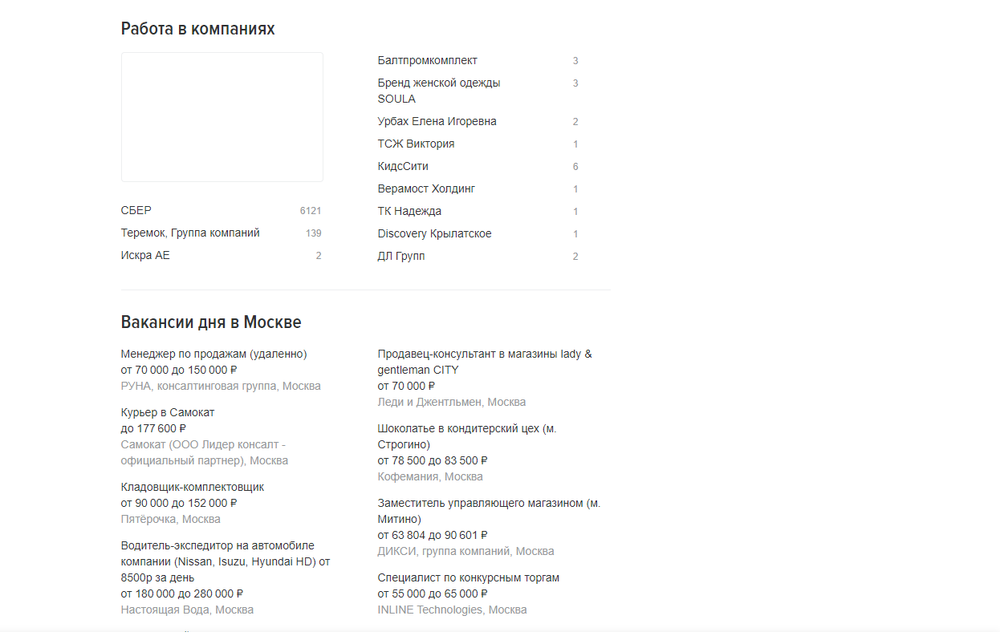 Работа в компаниях
СБЕР 6121
Теремок, Группа компаний 139
Искра АЕ 2
Балтпромкомплект 3
Бренд женской одежды 3
SOULA
Урбах Елена Игоревна 2
ТСЖ Виктория 1
КидсСити 6
Верамост Холдинг 1
ТК Надежда 1
Discovery Крылатское 1
ДЛ Групп 2
Вакансии дня в Москве
Менеджер по продажам (удаленно)
от 70 000 до 150 000 ₽
РУНА, консалтинговая группа, Москва
Курьер в Самокат
до 177 600 ₽
Самокат (ООО Лидер консалт -
официальный партнер), Москва
Кладовщик-комплектовщик
от 90 000 до 152 000 ₽
Пятёрочка, Москва
Водитель-экспедитор на автомобиле
компании (Nissan, Isuzu, Hyundai HD) от
8500р за день
от 180 000 до 280 000 ₽
Настоящая Вода, Москва
Продавец-консультант в магазины lady &
gentleman CITY
от 70 000 ₽
Леди и Джентльмен, Москва
Шоколатье в кондитерский цех (м.
Строгино)
от 78 500 до 83 500 ₽
Кофемания, Москва
Заместитель управляющего магазином (м.
Митино)
от 63 804 до 90 601 ₽
ДИКСИ, группа компаний, Москва
Специалист по конкурсным торгам
от 55 000 до 65 000 ₽
INLINE Technologies, Москва